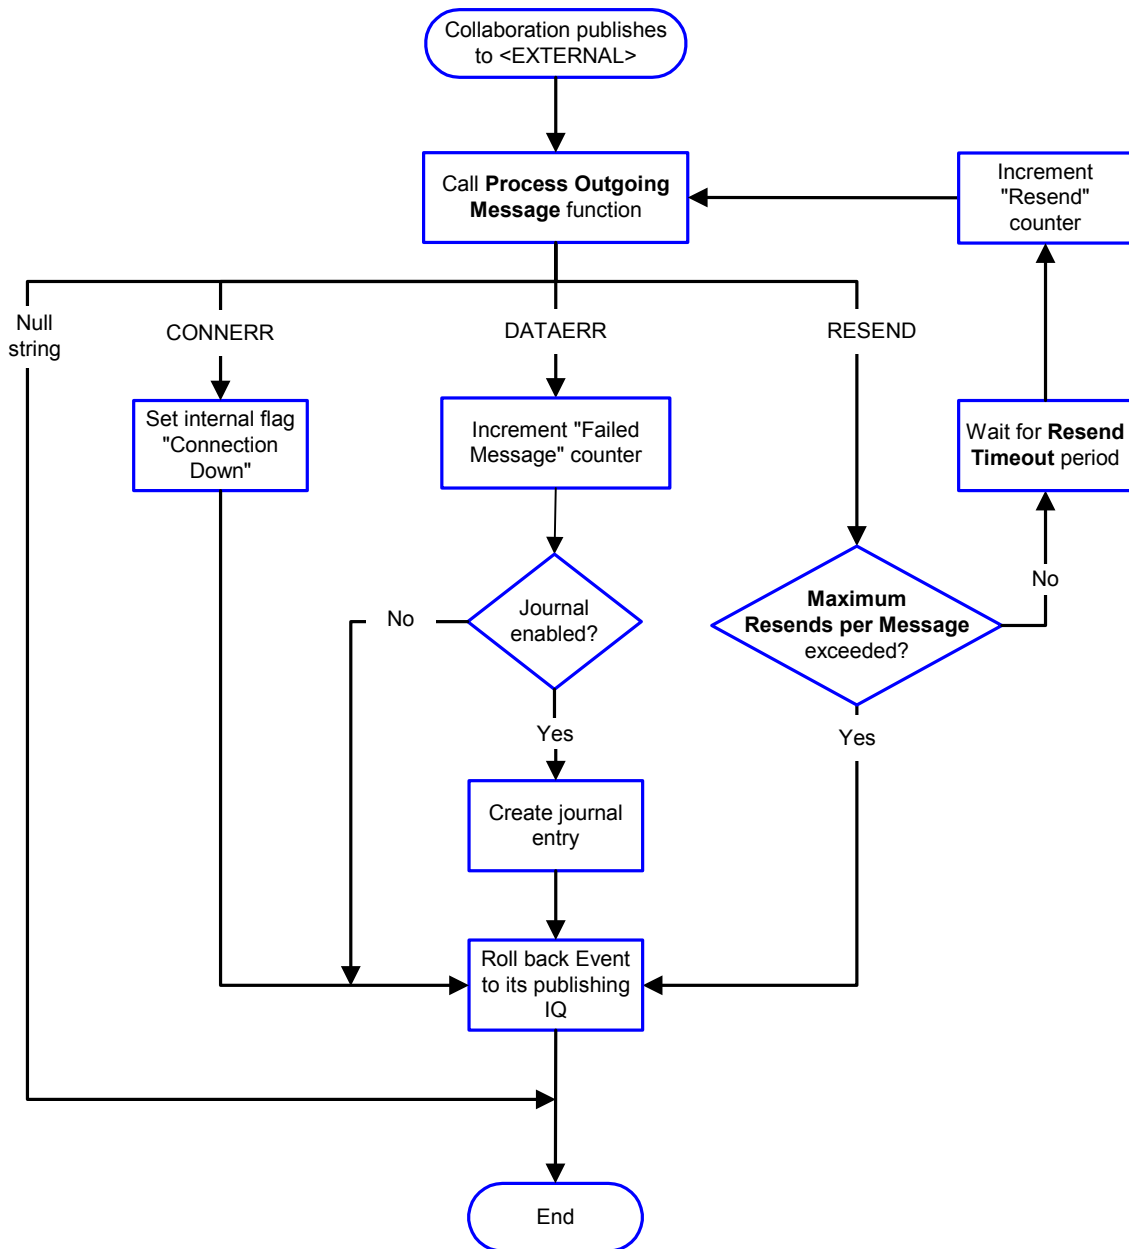 Collaboration publishes
to <EXTERNAL>
Call Process Outgoing
Message function
Increment
"Resend"
counter
Null
string
CONNERR
DATAERR
RESEND
Set internal flag
"Connection
Down"
Increment "Failed
Message" counter
Wait for Resend
Timeout period
No
Journal
enabled?
Maximum
Resends per Message
exceeded?
No
Yes
Yes
Create journal
entry
Roll back Event
to its publishing
IQ
End